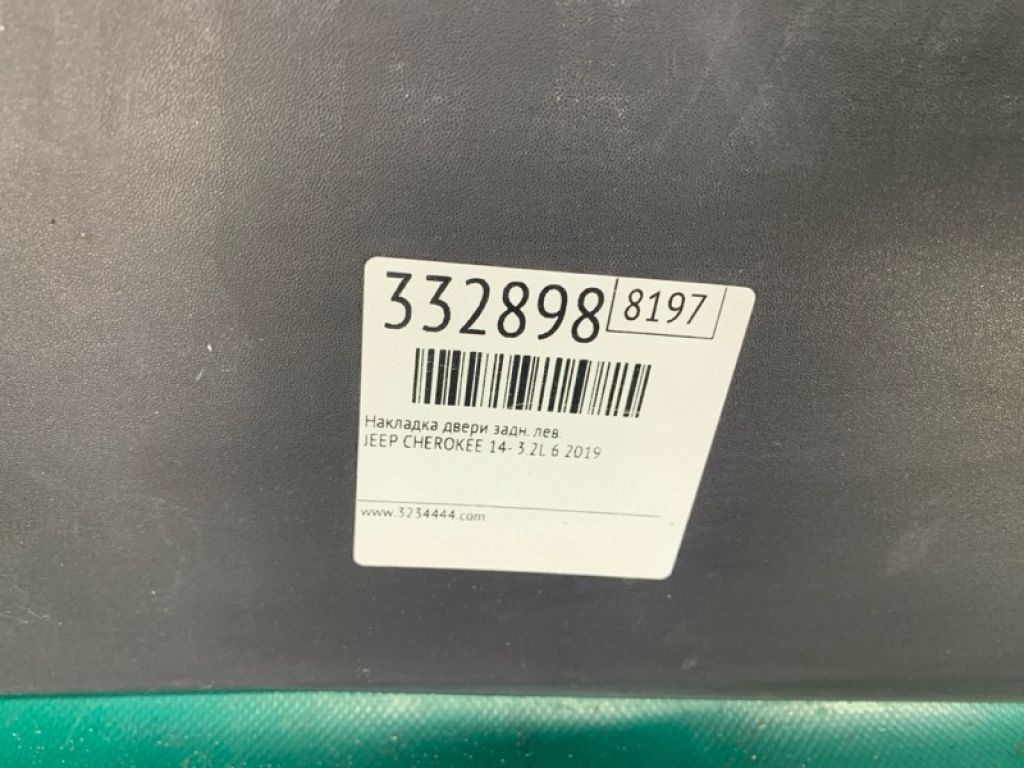 332898 8197
Накладка двери задн. лев.
JEEP CHEROKEE 14- 3.2L 6 2019
www.3234444.com